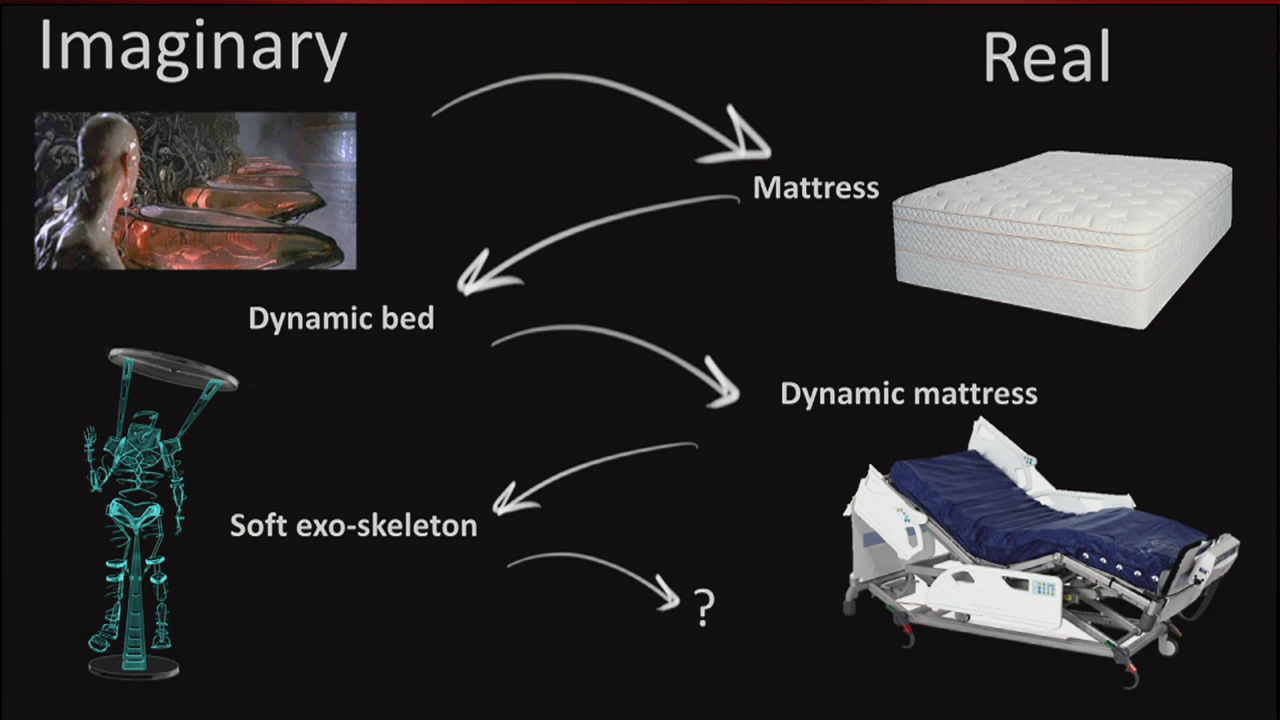 Imaginary
Real
Mattress
Dynamic bed
Dynamic mattress
Soft exo-skeleton
?